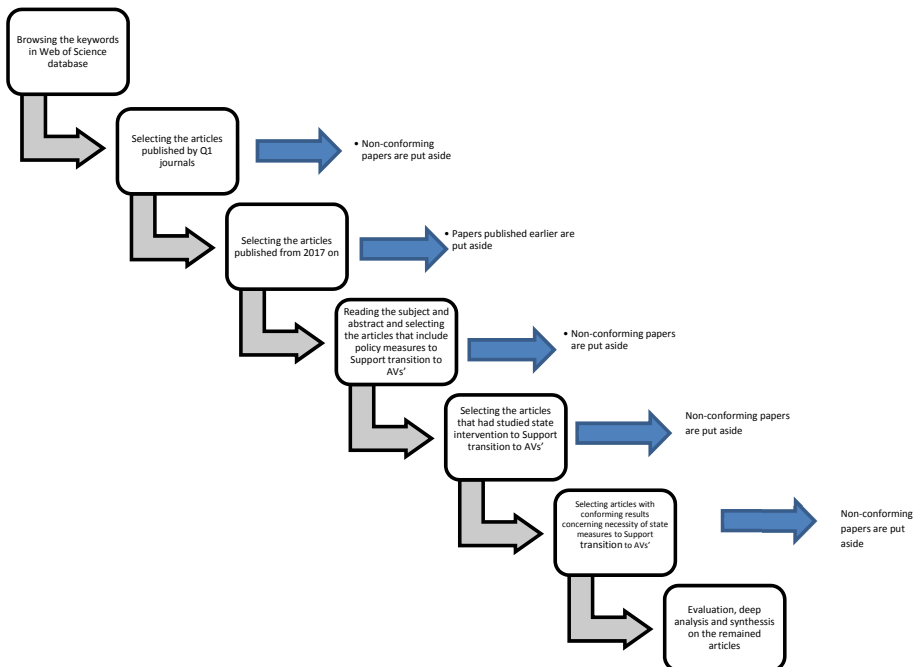 Browsing the keywords
in Web of Science
database
Selecting the articles
published by Q1
journals
• Non-conforming
papers are put aside
Selecting the articles
published from 2017 on
• Papers published earlier are
put aside
Reading the subject and
abstract and selecting
the articles that include
policy measures to
Support transition to
AVs’
• Non-conforming papers
are put aside
Selecting the articles
that had studied state
intervention to Support
transition to AVs’
Non-conforming papers
are put aside
Selecting articles with
conforming results
concerning necessity of state
measures to Support
transition to AVs’
Non-conforming
papers are put
aside
Evaluation, deep
analysis and synthessis
on the remained
articles